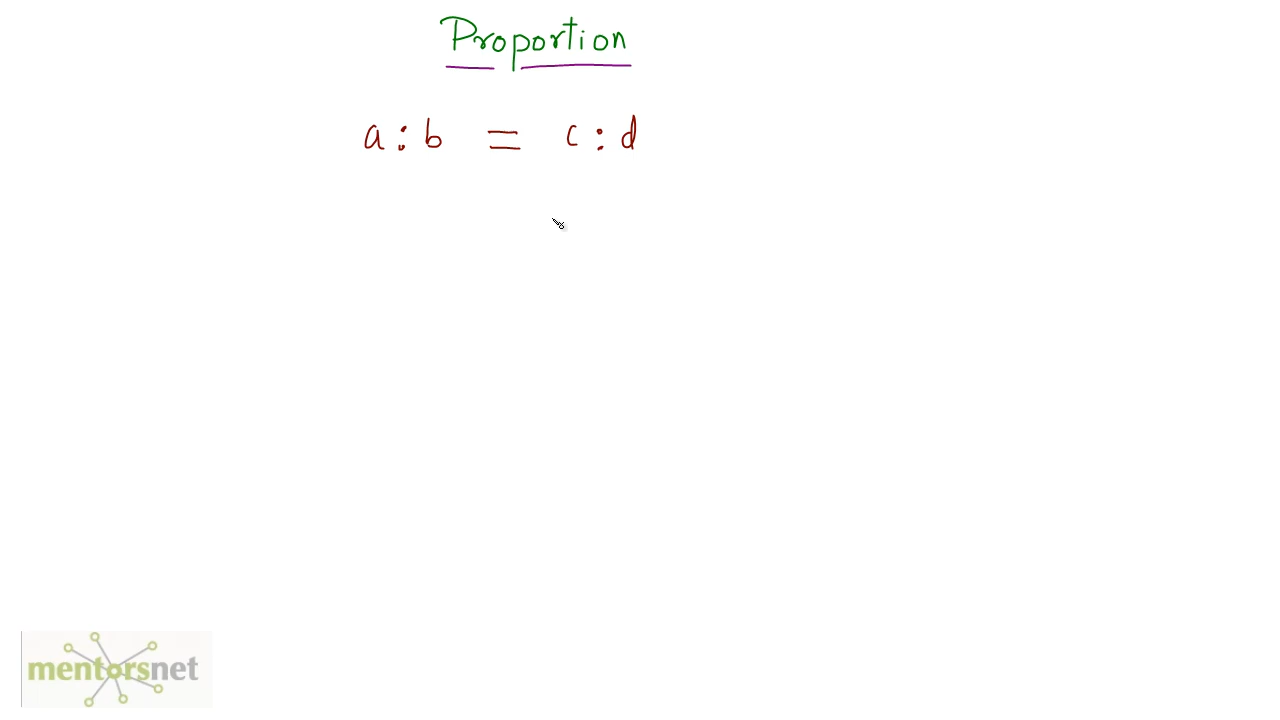 Proportion
a : b = c : d
mentorsnet